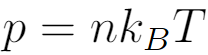 p = nk_BT